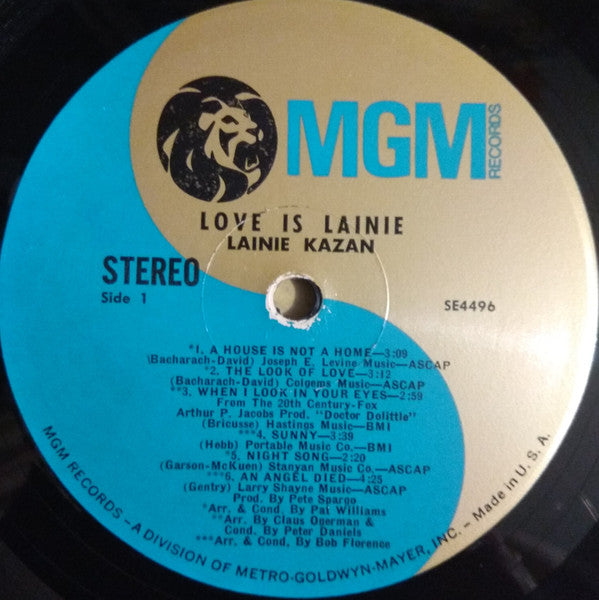 MGM
RECORDS
LOVE IS LAINIE
LAINIE KAZAN
STEREO
Side 1
SE4496
*1. A HOUSE IS NOT A HOME—3:09
(Bacharach-David) Joseph E. Levine Music—ASCAP
*2. THE LOOK OF LOVE—3:12
(Bacharach-David) Colgems Music—ASCAP
**3. WHEN I LOOK IN YOUR EYES—2:59
From The 20th Century-Fox
Arthur P. Jacobs Prod. "Doctor Dolittle"
(Bricusse) Hastings Music—BMI
***4. SUNNY—3:39
(Hebb) Portable Music Co.—BMI
*5. NIGHT SONG—2:20
(Garson-McKuen) Stanyan Music Co.—ASCAP
***6. AN ANGEL DIED—4:25
(Gentry) Larry Shayne Music—ASCAP
Prod. By Pete Spargo
*Arr. & Cond. By Pat Williams
**Arr. By Claus Ogerman &
Cond. By Peter Daniels
***Arr. & Cond. By Bob Florence
MGM RECORDS – A DIVISION OF METRO-GOLDWYN-MAYER, INC. – Made in U. S. A.